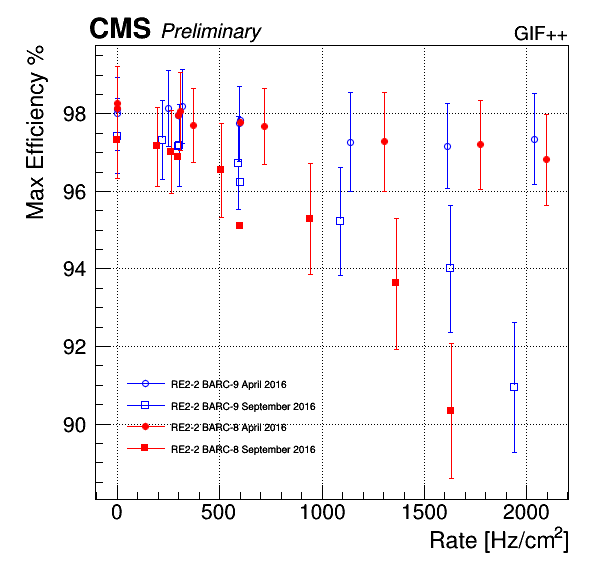 CMS Preliminary GIF++
Max Efficiency %
98
96
94
92
90
RE2-2 BARC-9 April 2016
RE2-2 BARC-9 September 2016
RE2-2 BARC-8 April 2016
RE2-2 BARC-8 September 2016
0 500 1000 1500 2000
Rate [Hz/cm²]